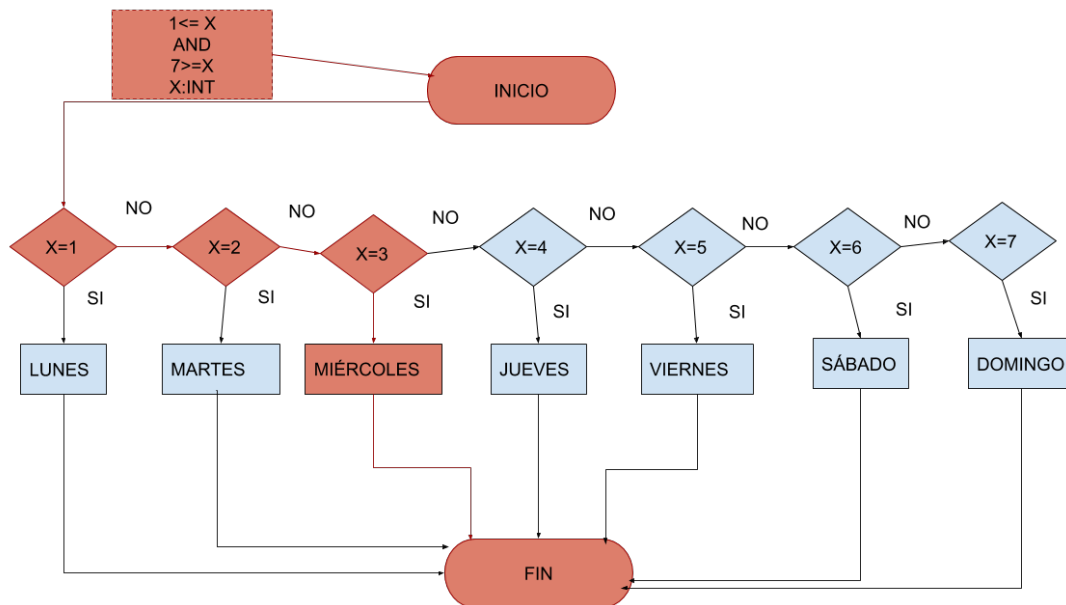 1<= X
AND
7>=X
X:INT
INICIO
NO
NO
NO
NO
NO
NO
X=1
X=2
X=3
X=4
X=5
X=6
X=7
SI
SI
SI
SI
SI
SI
SI
LUNES
MARTES
MIÉRCOLES
JUEVES
VIERNES
SÁBADO
DOMINGO
FIN